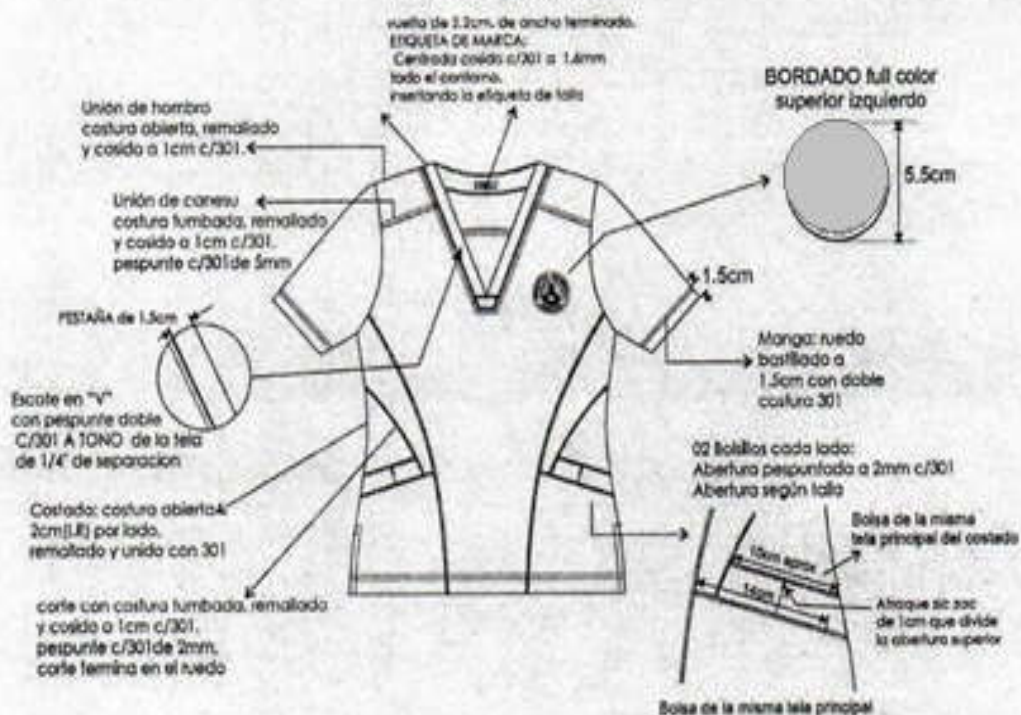 vuelta de 2.2cm. de ancho terminado.
ETIQUETA DE MARCA:
Centrada cosida c/301 a 1.6mm
todo el contorno.
insertando la etiqueta de talla
BORDADO full color
superior izquierdo
5.5cm
Unión de hombro
costura abierta, remallado
y cosido a 1cm c/301.
Unión de canesu
costura tumbada, remallado
y cosido a 1cm c/301.
pespunte c/301de 5mm
1.5cm
PESTAÑA de 1.5cm
Manga: ruedo
bastillado a
1.5cm con doble
costura 301
Escote en "V"
con pespunte doble
C/301 A TONO de la tela
de 1/4" de separacion
02 Bolsillos cada lado:
Abertura pespuntada a 2mm c/301
Abertura según talla
Costado: costura abierta
2cm(LR) por lado,
remallado y unido con 301
Bolsa de la misma
tela principal del costado
10cm aprox
14cm
Atraque sic sac
de 1cm que divide
la abertura superior
corte con costura tumbada, remallado
y cosido a 1cm c/301.
pespunte c/301de 2mm,
corte termina en el ruedo
Bolsa de la misma tela principal